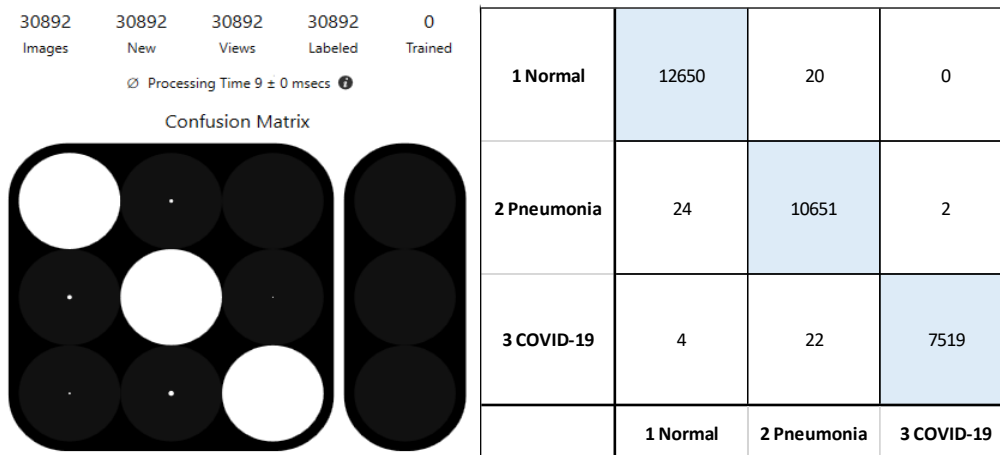 30892 30892 30892 30892 0
Images New Views Labeled Trained
∅ Processing Time 9 ± 0 msecs i
Confusion Matrix
1 Normal 12650 20 0
2 Pneumonia 24 10651 2
3 COVID-19 4 22 7519
1 Normal 2 Pneumonia 3 COVID-19